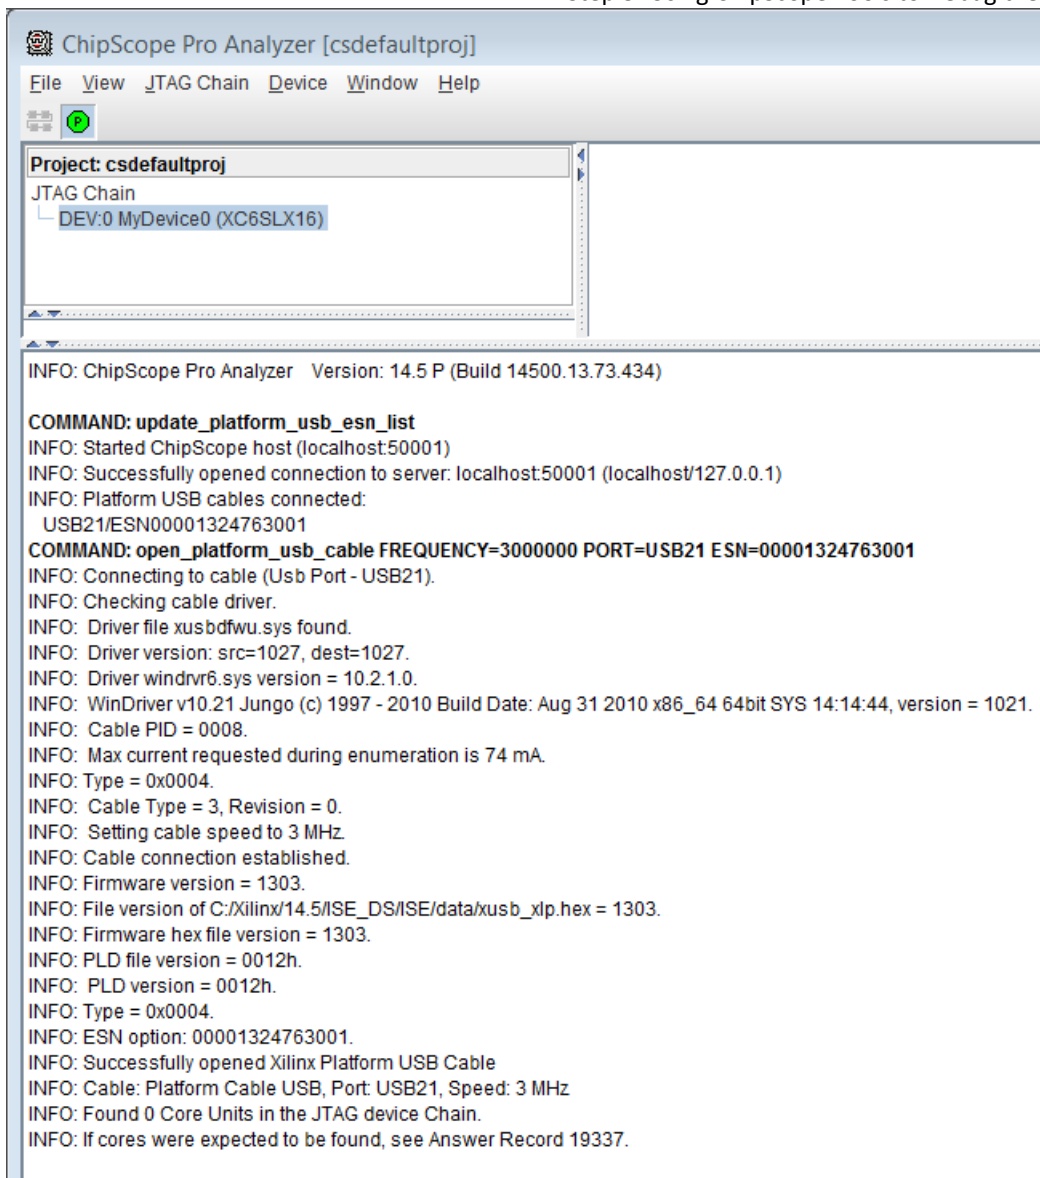 ChipScope Pro Analyzer [csdefaultproj]
File View JTAG Chain Device Window Help
P
Project: csdefaultproj
JTAG Chain
DEV:0 MyDevice0 (XC6SLX16)
INFO: ChipScope Pro Analyzer Version: 14.5 P (Build 14500.13.73.434)
COMMAND: update_platform_usb_esn_list
INFO: Started ChipScope host (localhost:50001)
INFO: Successfully opened connection to server: localhost:50001 (localhost/127.0.0.1)
INFO: Platform USB cables connected:
USB21/ESN00001324763001
COMMAND: open_platform_usb_cable FREQUENCY=3000000 PORT=USB21 ESN=00001324763001
INFO: Connecting to cable (Usb Port - USB21).
INFO: Checking cable driver.
INFO: Driver file xusbdfwu.sys found.
INFO: Driver version: src=1027, dest=1027.
INFO: Driver windrvr6.sys version = 10.2.1.0.
INFO: WinDriver v10.21 Jungo (c) 1997 - 2010 Build Date: Aug 31 2010 x86_64 64bit SYS 14:14:44, version = 1021.
INFO: Cable PID = 0008.
INFO: Max current requested during enumeration is 74 mA.
INFO: Type = 0x0004.
INFO: Cable Type = 3, Revision = 0.
INFO: Setting cable speed to 3 MHz.
INFO: Cable connection established.
INFO: Firmware version = 1303.
INFO: File version of C:/Xilinx/14.5/ISE_DS/ISE/data/xusb_xlp.hex = 1303.
INFO: Firmware hex file version = 1303.
INFO: PLD file version = 0012h.
INFO: PLD version = 0012h.
INFO: Type = 0x0004.
INFO: ESN option: 00001324763001.
INFO: Successfully opened Xilinx Platform USB Cable
INFO: Cable: Platform Cable USB, Port: USB21, Speed: 3 MHz
INFO: Found 0 Core Units in the JTAG device Chain.
INFO: If cores were expected to be found, see Answer Record 19337.